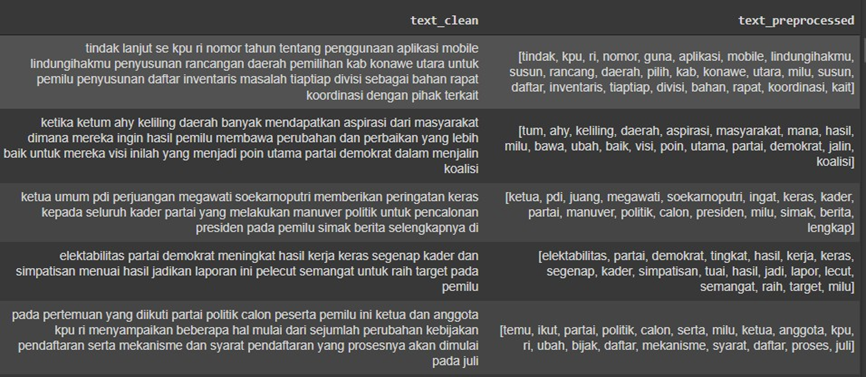 text_clean text_preprocessed
tindak lanjut se kpu ri nomor tahun tentang penggunaan aplikasi mobile
lindungihakmu penyusunan rancangan daerah pemilihan kab konawe utara untuk
pemilu penyusunan daftar inventaris masalah tiaptiap divisi sebagai bahan rapat
koordinasi dengan pihak terkait
[tindak, kpu, ri, nomor, guna, aplikasi, mobile, lindungihakmu,
susun, rancang, daerah, pilih, kab, konawe, utara, milu, susun,
daftar, inventaris, tiaptiap, divisi, bahan, rapat, koordinasi, kait]
ketika ketum ahy keliling daerah banyak mendapatkan aspirasi dari masyarakat
dimana mereka ingin hasil pemilu membawa perubahan dan perbaikan yang lebih
baik untuk mereka visi inilah yang menjadi poin utama partai demokrat dalam menjalin
koalisi
[tum, ahy, keliling, daerah, aspirasi, masyarakat, mana, hasil,
milu, bawa, ubah, baik, visi, poin, utama, partai, demokrat, jalin,
koalisi]
ketua umum pdi perjuangan megawati soekarnoputri memberikan peringatan keras
kepada seluruh kader partai yang melakukan manuver politik untuk pencalonan
presiden pada pemilu simak berita selengkapnya di
[ketua, pdi, juang, megawati, soekarnoputri, ingat, keras, kader,
partai, manuver, politik, calon, presiden, milu, simak, berita,
lengkap]
elektabilitas partai demokrat meningkat hasil kerja keras segenap kader dan
simpatisan menuai hasil jadikan laporan ini pelecut semangat untuk raih target pada
pemilu
[elektabilitas, partai, demokrat, tingkat, hasil, kerja, keras,
segenap, kader, simpatisan, tuai, hasil, jadi, lapor, lecut,
semangat, raih, target, milu]
pada pertemuan yang diikuti partai politik calon peserta pemilu ini ketua dan anggota
kpu ri menyampaikan beberapa hal mulai dari sejumlah perubahan kebijakan
pendaftaran serta mekanisme dan syarat pendaftaran yang prosesnya akan dimulai
pada juli
[temu, ikut, partai, politik, calon, serta, milu, ketua, anggota, kpu,
ri, ubah, bijak, daftar, mekanisme, syarat, daftar, proses, juli]